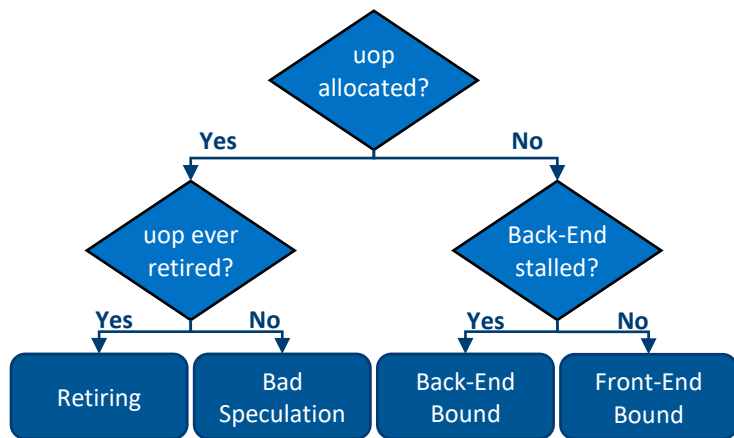 uop
allocated?
Yes
No
uop ever
retired?
Back-End
stalled?
Yes
No
Yes
No
Retiring
Bad
Speculation
Back-End
Bound
Front-End
Bound